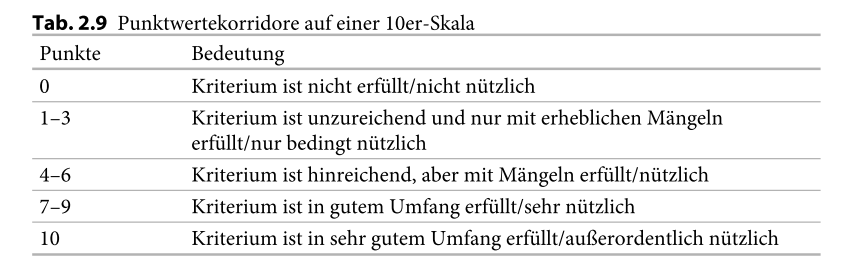 Tab. 2.9 Punktwertekorridore auf einer 10er-Skala
Punkte Bedeutung
0 Kriterium ist nicht erfüllt/nicht nützlich
1–3 Kriterium ist unzureichend und nur mit erheblichen Mängeln
erfüllt/nur bedingt nützlich
4–6 Kriterium ist hinreichend, aber mit Mängeln erfüllt/nützlich
7–9 Kriterium ist in gutem Umfang erfüllt/sehr nützlich
10 Kriterium ist in sehr gutem Umfang erfüllt/außerordentlich nützlich